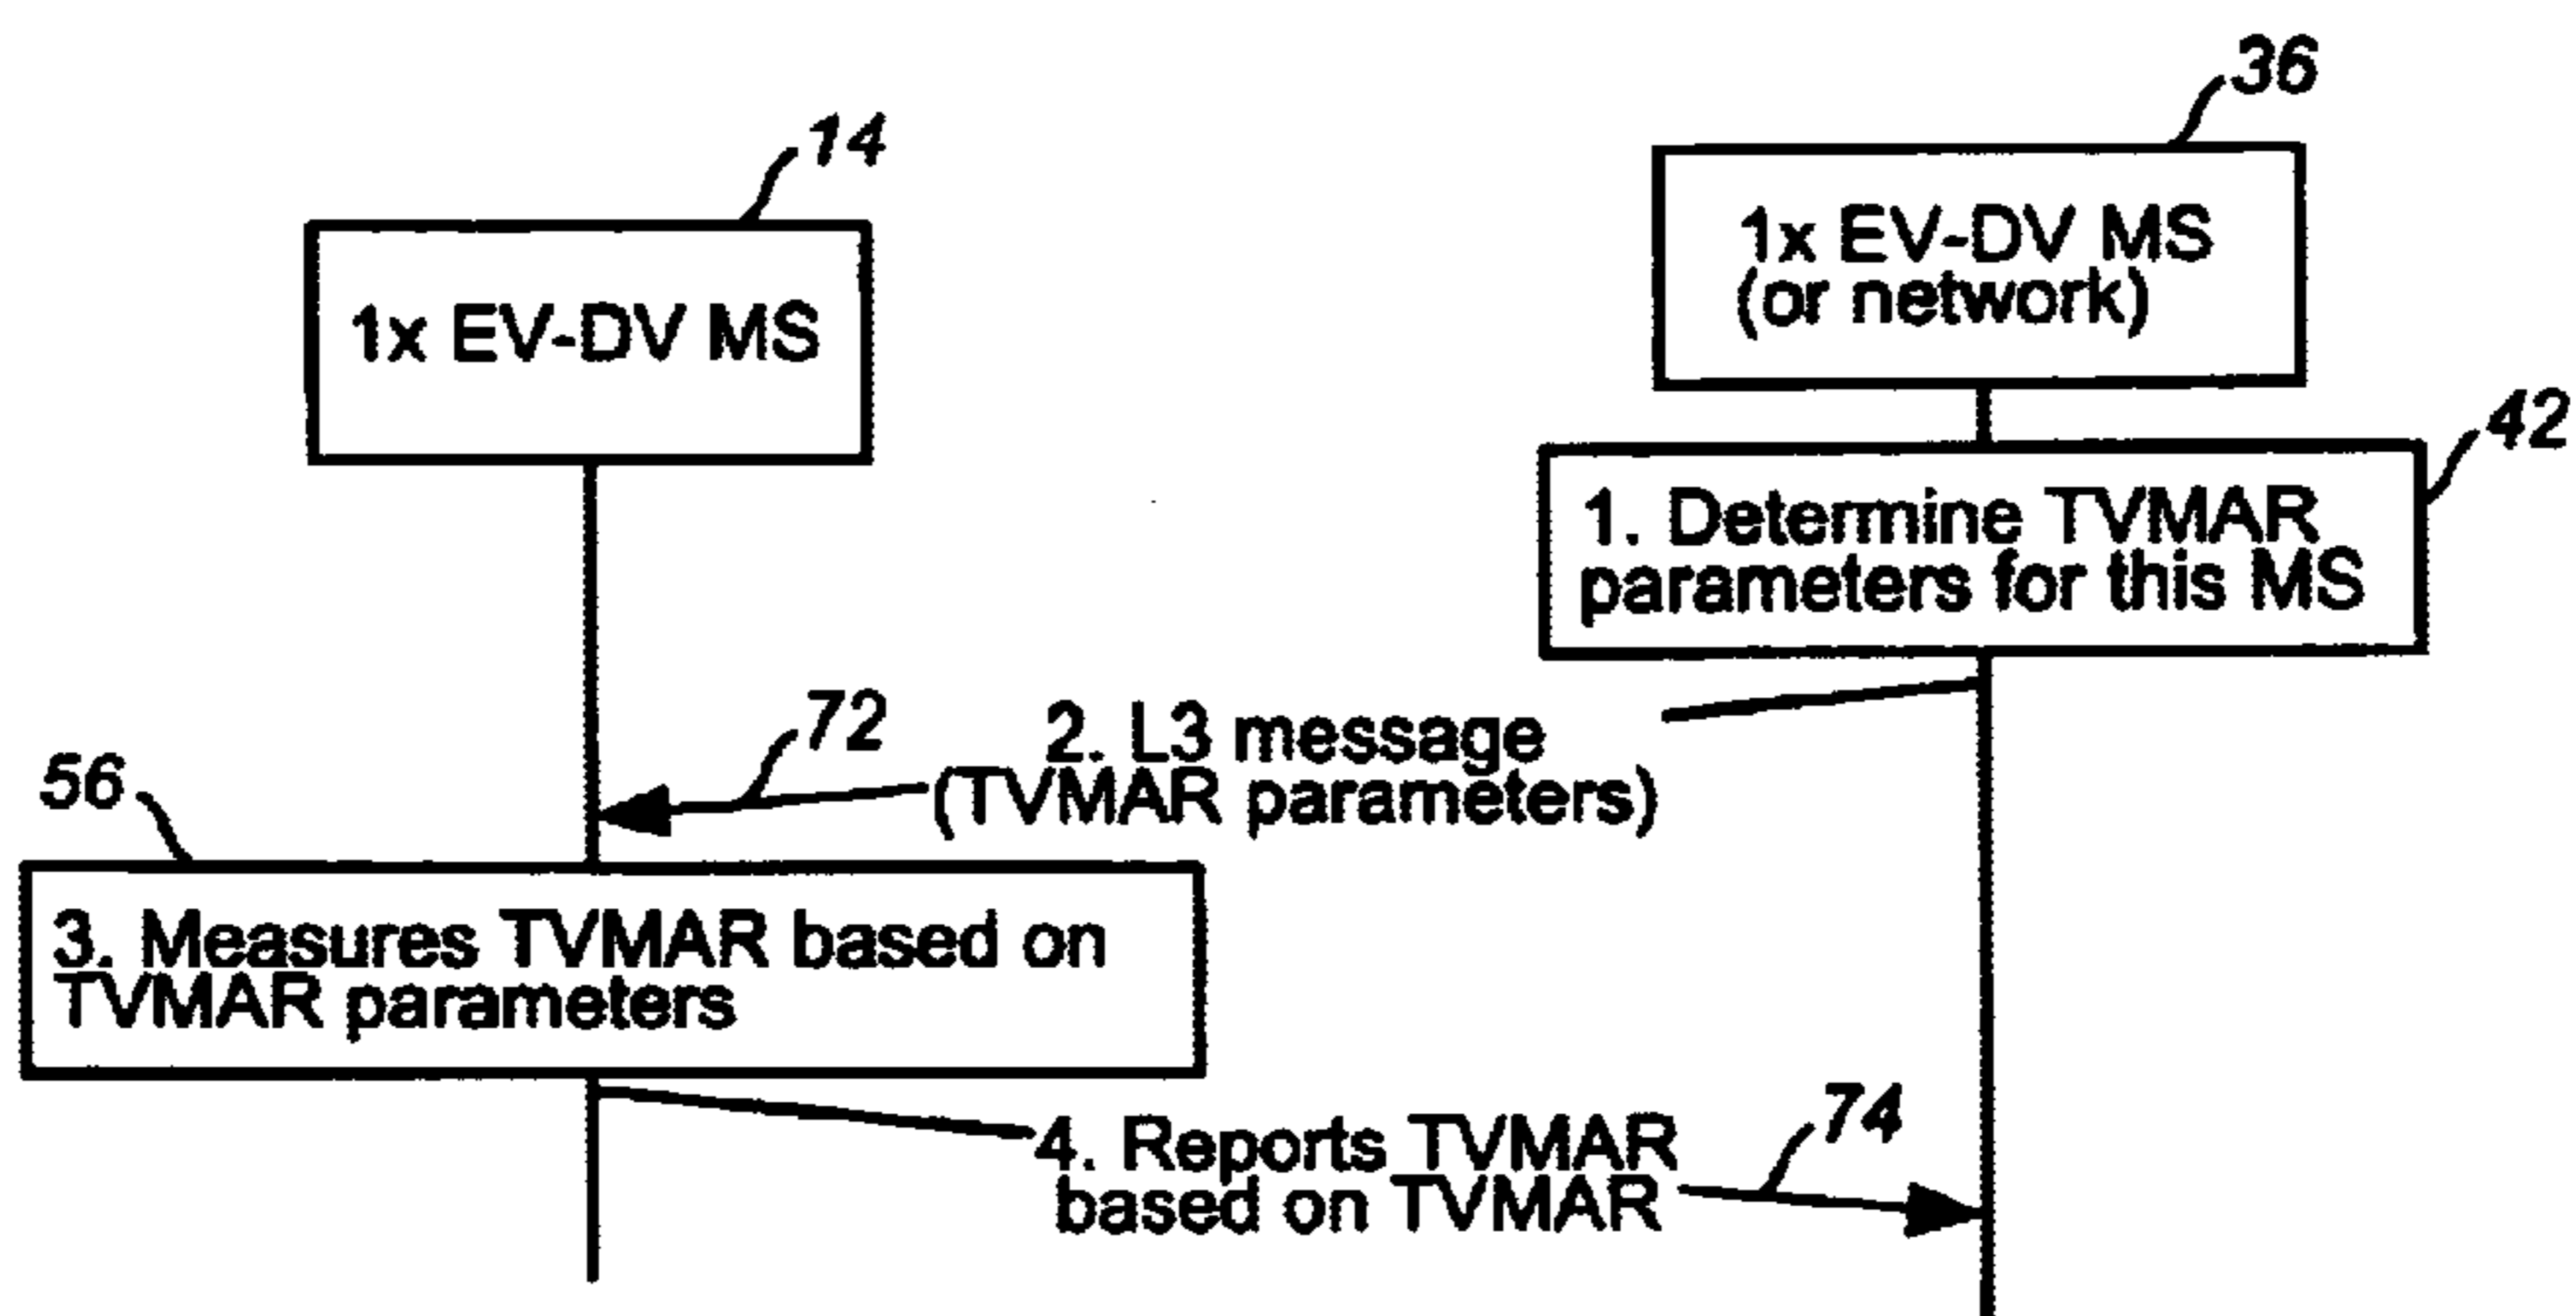 36
14
1x EV-DV MS
(or network)
1x EV-DV MS
42
1. Determine TVMAR
parameters for this MS
72
2. L3 message
(TVMAR parameters)
56
3. Measures TVMAR based on
TVMAR parameters
74
4. Reports TVMAR
based on TVMAR